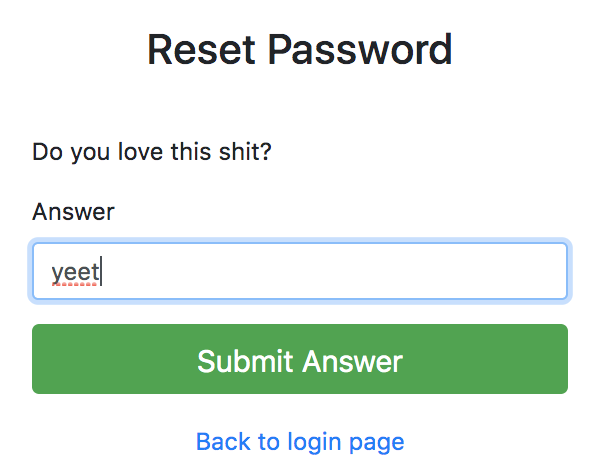 Reset Password
Do you love this shit?
Answer
yeet
Submit Answer
Back to login page